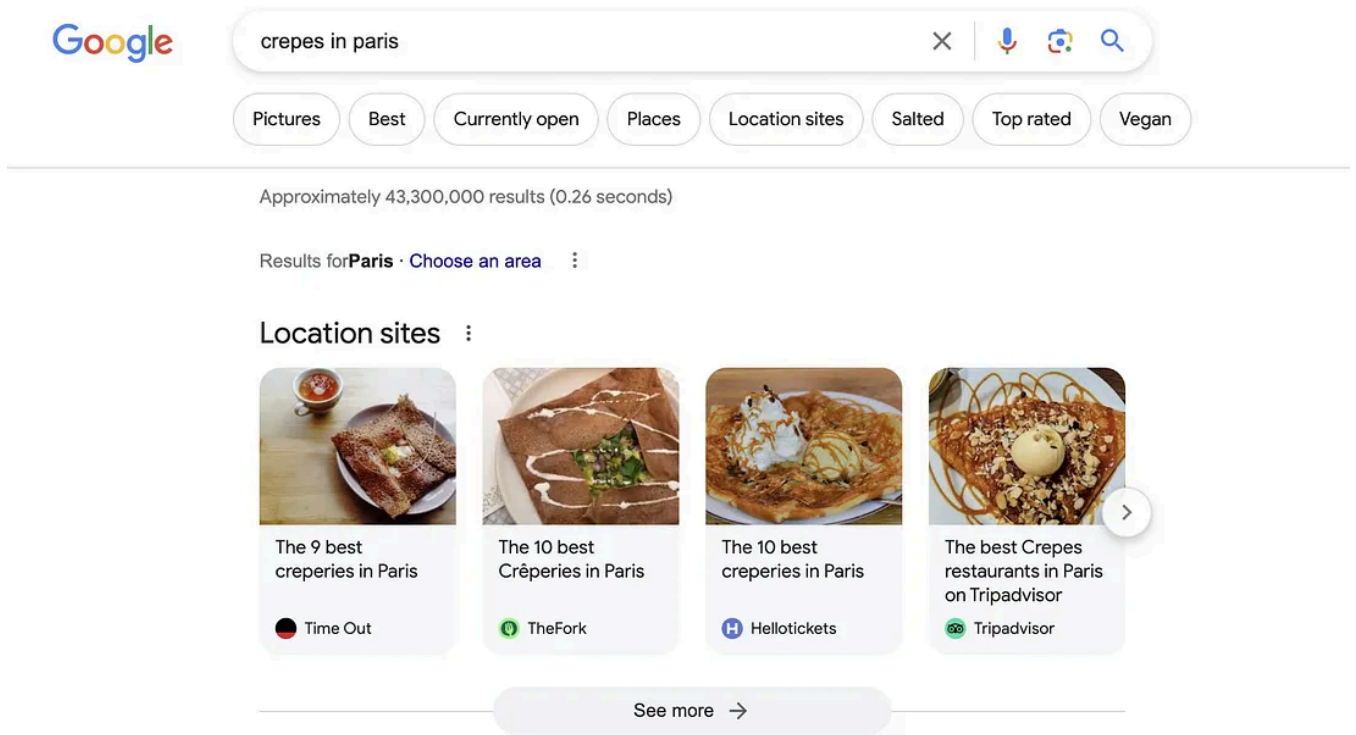 Google
crepes in paris
Pictures
Best
Currently open
Places
Location sites
Salted
Top rated
Vegan
Approximately 43,300,000 results (0.26 seconds)
Results forParis · Choose an area
Location sites
The 9 best
creperies in Paris
Time Out
The 10 best
Crêperies in Paris
TheFork
The 10 best
creperies in Paris
H Hellotickets
The best Crepes
restaurants in Paris
on Tripadvisor
Tripadvisor
See more